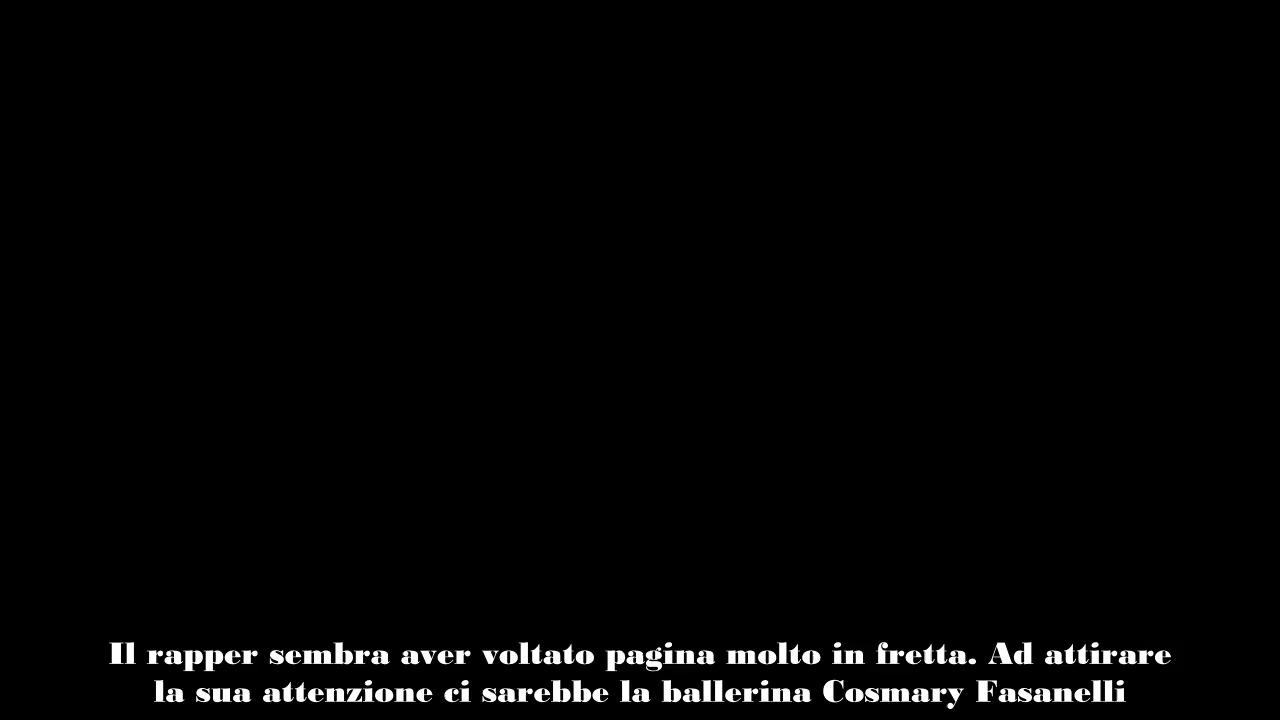 Il rapper sembra aver voltato pagina molto in fretta. Ad attirare
la sua attenzione ci sarebbe la ballerina Cosmary Fasanelli